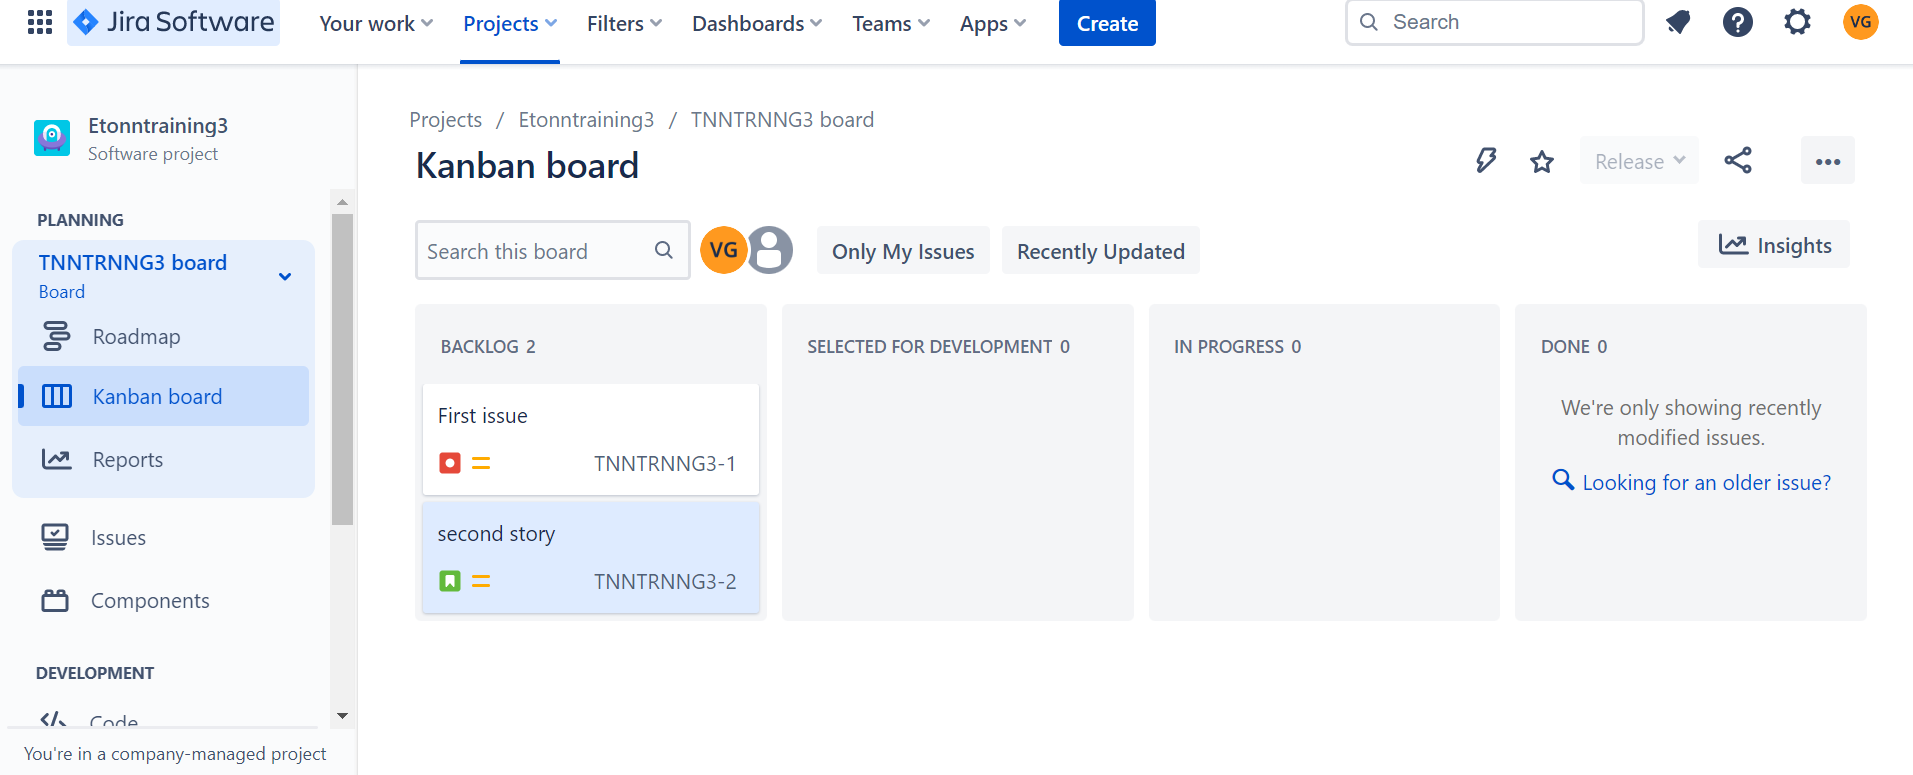 Jira Software
Your work
Projects
Filters
Dashboards
Teams
Apps
Create
Search
VG
Etonntraining3
Software project
PLANNING
TNNTRNNG3 board
Board
Roadmap
Kanban board
Reports
Issues
Components
DEVELOPMENT
Code
You're in a company-managed project
Projects / Etonntraining3 / TNNTRNNG3 board
Kanban board
Release
Search this board
VG
Only My Issues
Recently Updated
Insights
BACKLOG 2
First issue
TNNTRNNG3-1
second story
TNNTRNNG3-2
SELECTED FOR DEVELOPMENT 0
IN PROGRESS 0
DONE 0
We're only showing recently
modified issues.
Looking for an older issue?